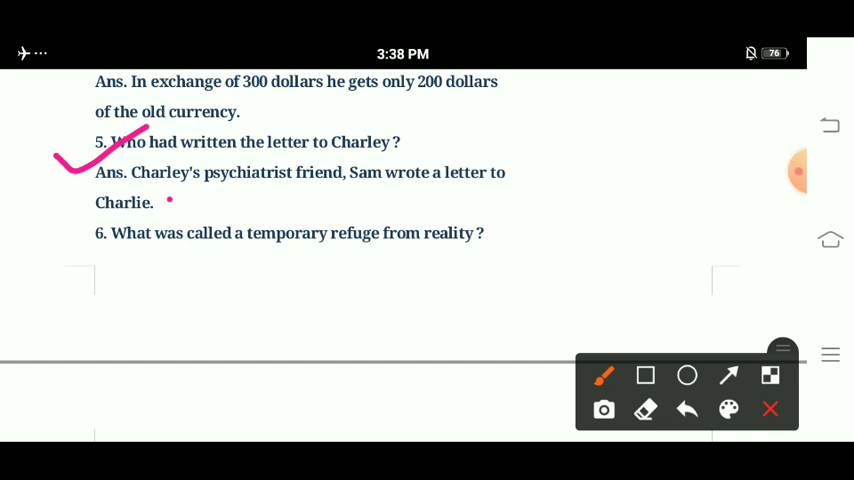 3:38 PM
76
Ans. In exchange of 300 dollars he gets only 200 dollars
of the old currency.
5. Who had written the letter to Charley ?
Ans. Charley's psychiatrist friend, Sam wrote a letter to
Charlie.
6. What was called a temporary refuge from reality ?